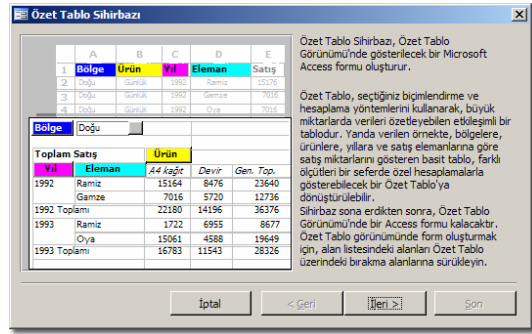 Özet Tablo Sihirbazı
A B C D E
1 Bölge Ürün Yıl Eleman Satış
2 Doğu Günlük 1992 Ramiz 15176
3 Doğu Günlük 1992 Gamze 7016
4 Doğu Günlük 1992 Oya 7016
Bölge Doğu
Toplam Satış Ürün
Yıl Eleman A4 kağıt Devir Gen. Top.
1992 Ramiz 15164 8476 23640
Gamze 7016 5720 12736
1992 Toplamı 22180 14196 36376
1993 Ramiz 1722 6955 8677
Oya 15061 4588 19649
1993 Toplamı 16783 11543 28326
Özet Tablo Sihirbazı, Özet Tablo
Görünümü'nde gösterilecek bir Microsoft
Access formu oluşturur.
Özet Tablo, seçtiğiniz biçimlendirme ve
hesaplama yöntemlerini kullanarak, büyük
miktarlarda verileri özetleyebilen etkileşimli bir
tablodur. Yanda verilen örnekte, bölgelere,
ürünlere, yıllara ve satış elemanlarına göre
satış miktarlarını gösteren basit tablo, farklı
ölçütleri bir seferde özel hesaplamalarla
gösterebilecek bir Özet Tablo'ya
dönüştürülebilir.
Sihirbaz sona erdikten sonra, Özet Tablo
Görünümü'nde bir Access formu kalacaktır.
Özet Tablo görünümünde form oluşturmak
için, alan listesindeki alanları Özet Tablo
üzerindeki bırakma alanlarına sürükleyin.
İptal
< Geri
İleri >
Son